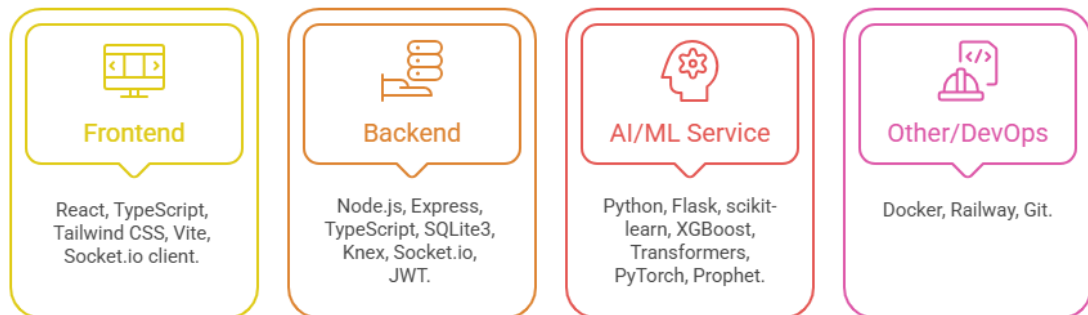 Frontend
React, TypeScript,
Tailwind CSS, Vite,
Socket.io client.
Backend
Node.js, Express,
TypeScript, SQLite3,
Knex, Socket.io,
JWT.
AI/ML Service
Python, Flask, scikit-
learn, XGBoost,
Transformers,
PyTorch, Prophet.
Other/DevOps
Docker, Railway, Git.